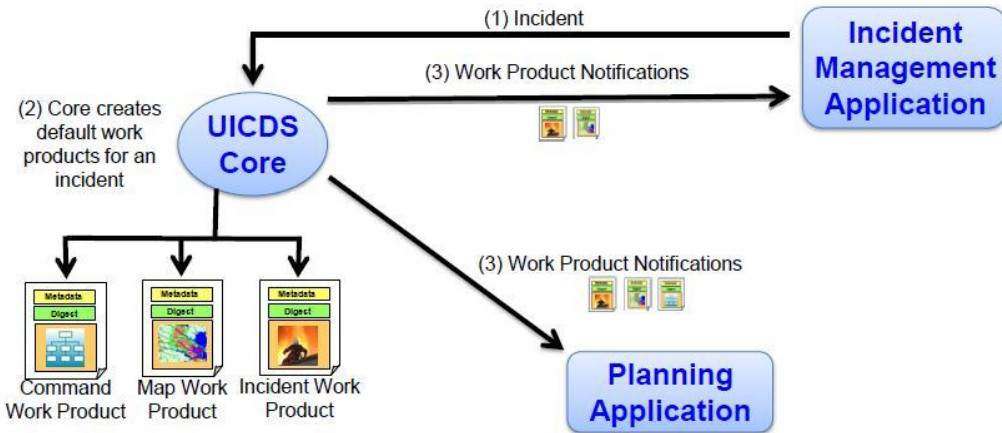 (1) Incident
Incident
Management
Application
(3) Work Product Notifications
(2) Core creates
default work
products for an
incident
UICDS
Core
(3) Work Product Notifications
Metadata
Digest
Metadata
Digest
Metadata
Digest
Command
Work Product
Map Work
Product
Incident Work
Product
Planning
Application